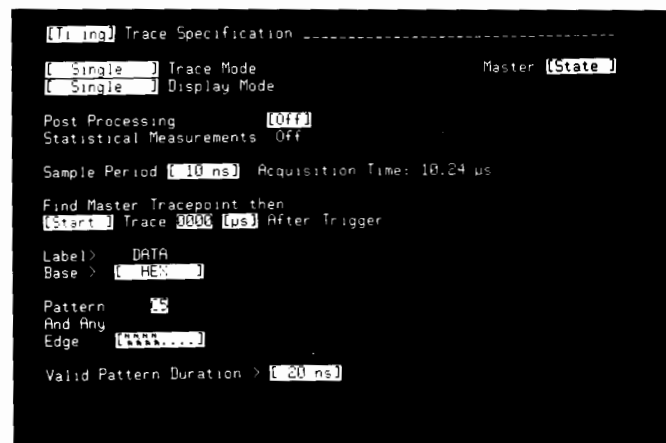 [Timing] Trace Specification
[ Single ] Trace Mode Master [State ]
[ Single ] Display Mode
Post Processing [Off]
Statistical Measurements Off
Sample Period [ 10 ns] Acquisition Time: 10.24 µs
Find Master Tracepoint then
[Start ] Trace 0000 [µs] After Trigger
Label> DATA
Base > [ HEX ]
Pattern
And Any
Edge
Valid Pattern Duration > [ 20 ns]